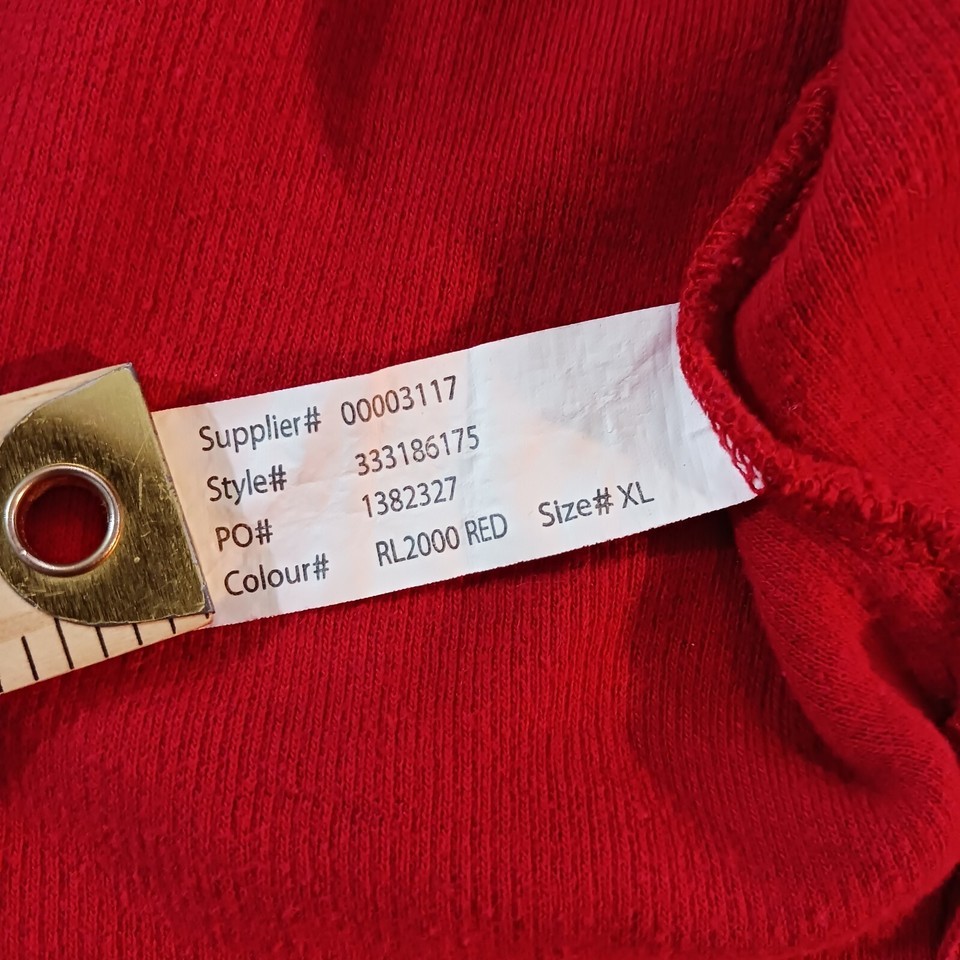 Supplier# 00003117
Style# 333186175
PO# 1382327
Colour# RL2000 RED Size# XL